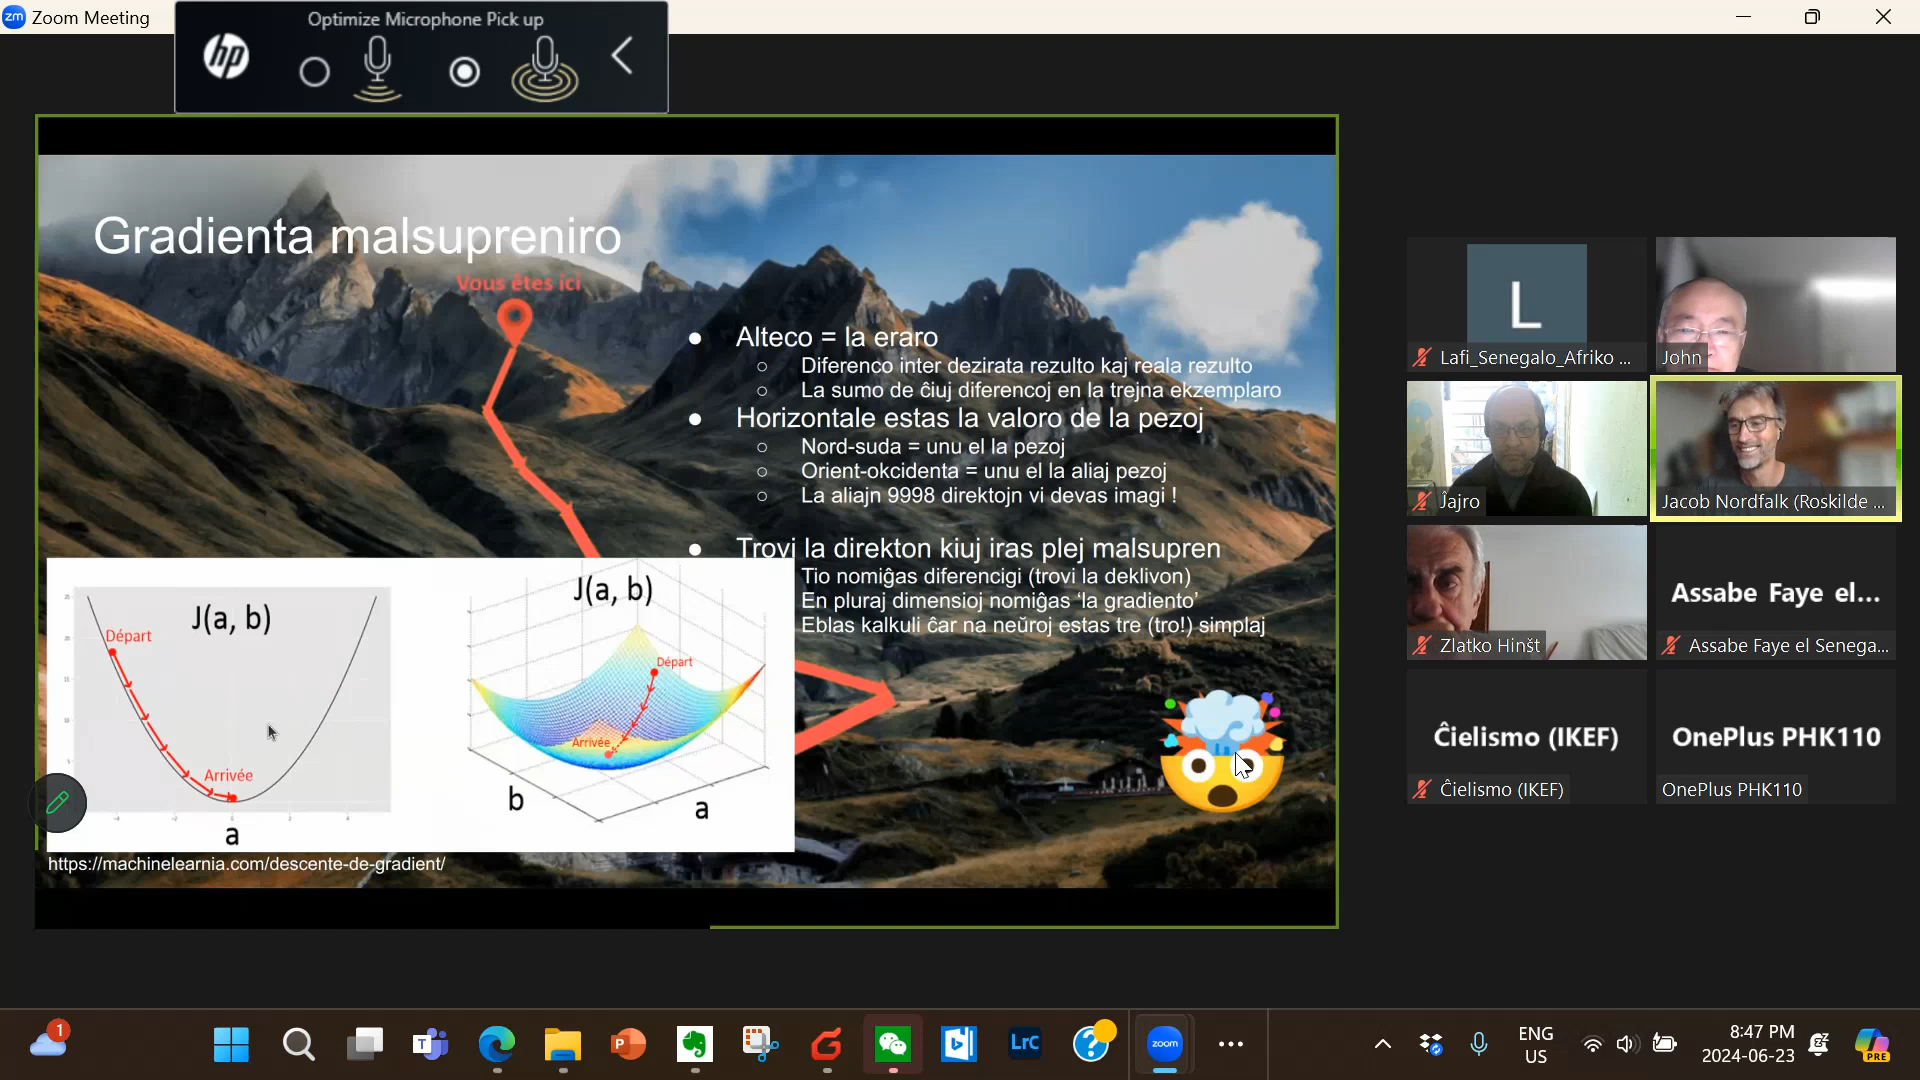 Zoom Meeting
Optimize Microphone Pick up
hp
Gradienta malsupreniro
Vous êtes ici
Alteco = la eraro
Diferenco inter dezirata rezulto kaj reala rezulto
La sumo de ĉiuj diferencoj en la trejna ekzemplaro
Horizontale estas la valoro de la pezoj
Nord-suda = unu el la pezoj
Orient-okcidenta = unu el la aliaj pezoj
La aliajn 9998 direktojn vi devas imagi !
Trovi la direkton kiuj iras plej malsupren
Tio nomiĝas diferencigi (trovi la deklivon)
En pluraj dimensioj nomiĝas ‘la gradiento’
Eblas kalkuli ĉar na neŭroj estas tre (tro!) simplaj
J(a, b)
Départ
Arrivée
a
J(a, b)
Départ
Arrivée
b
a
https://machinelearnia.com/descente-de-gradient/
L
Lafi_Senegalo_Afriko ...
John
Ĵajro
Jacob Nordfalk (Roskilde ...
Zlatko Hinŝt
Assabe Faye el...
Assabe Faye el Senega...
Ĉielismo (IKEF)
Ĉielismo (IKEF)
OnePlus PHK110
OnePlus PHK110
1
LrC
zoom
ENG
US
8:47 PM
2024-06-23
PRE